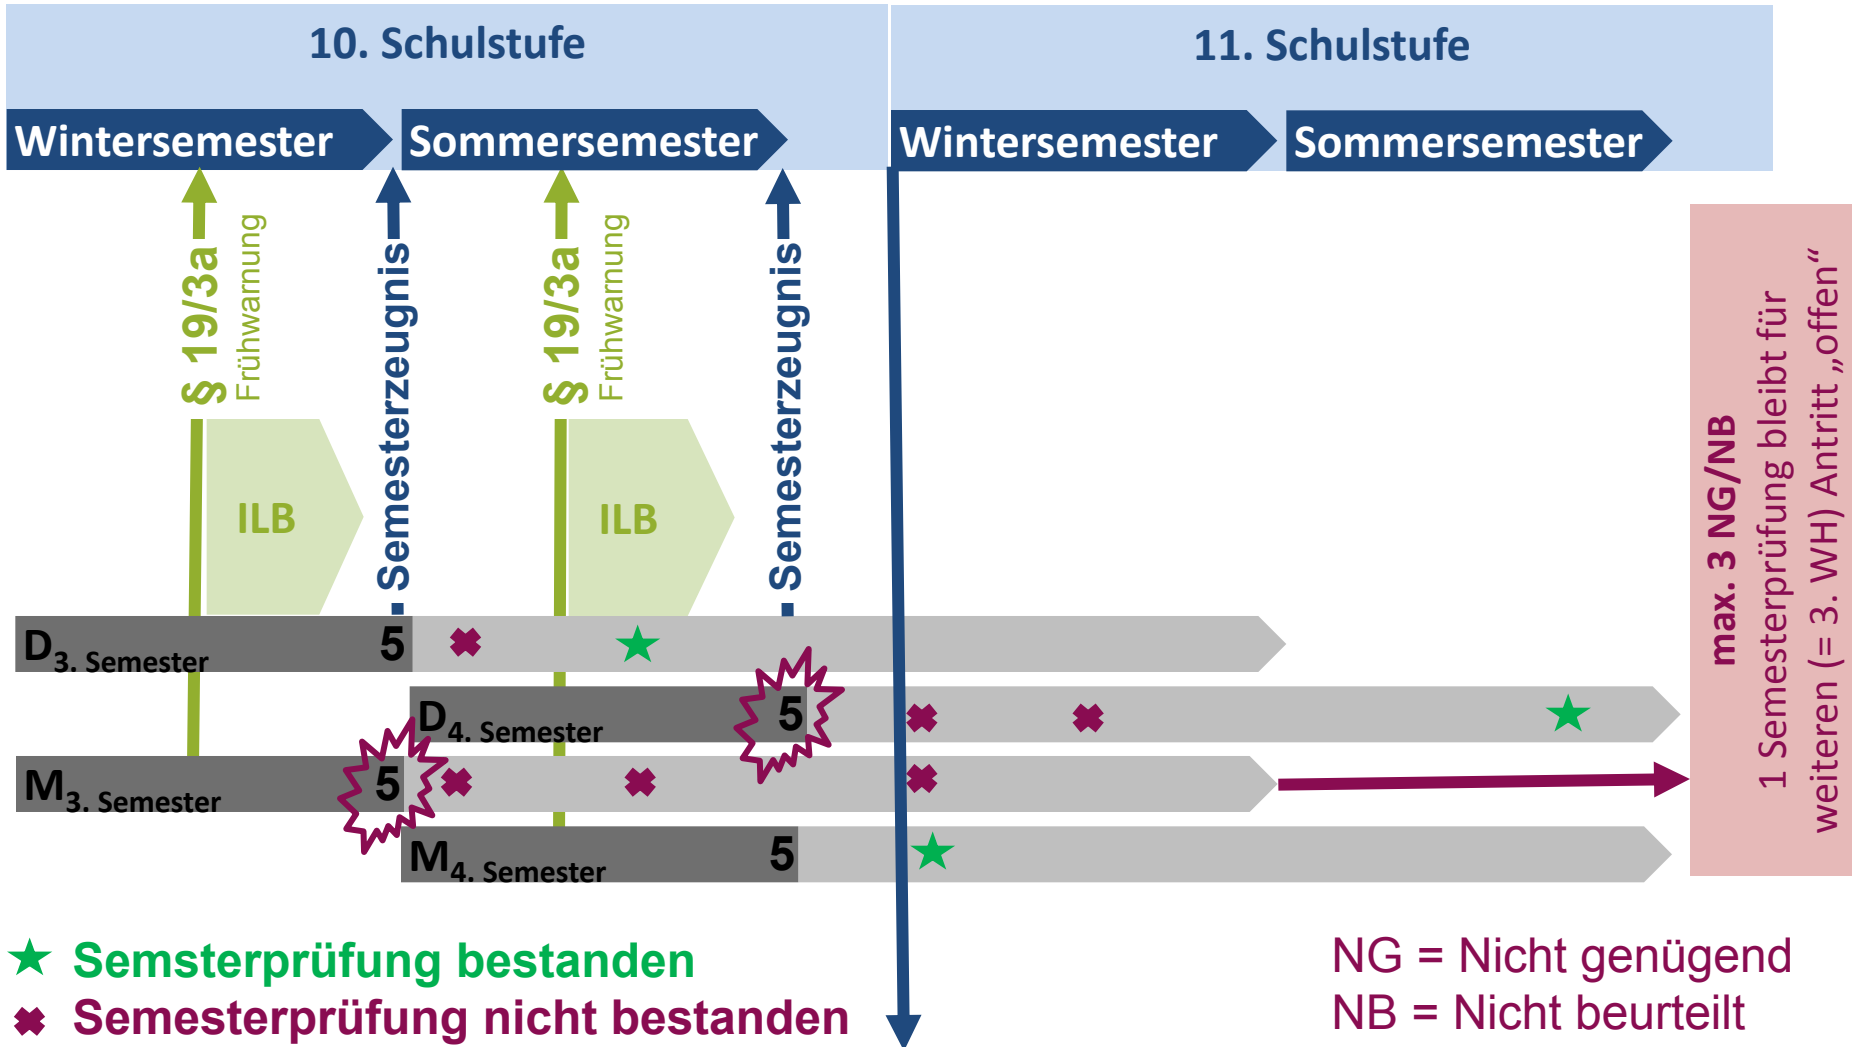 10. Schulstufe
11. Schulstufe
Wintersemester
Sommersemester
Wintersemester
Sommersemester
§ 19/3a
Frühwarnung
Semesterzeugnis
§ 19/3a
Frühwarnung
Semesterzeugnis
ILB
ILB
D3. Semester 5
D4. Semester 5
M3. Semester 5
M4. Semester 5
max. 3 NG/NB
1 Semesterprüfung bleibt für
weiteren (= 3. WH) Antritt „offen“
Semsterprüfung bestanden
Semesterprüfung nicht bestanden
NG = Nicht genügend
NB = Nicht beurteilt